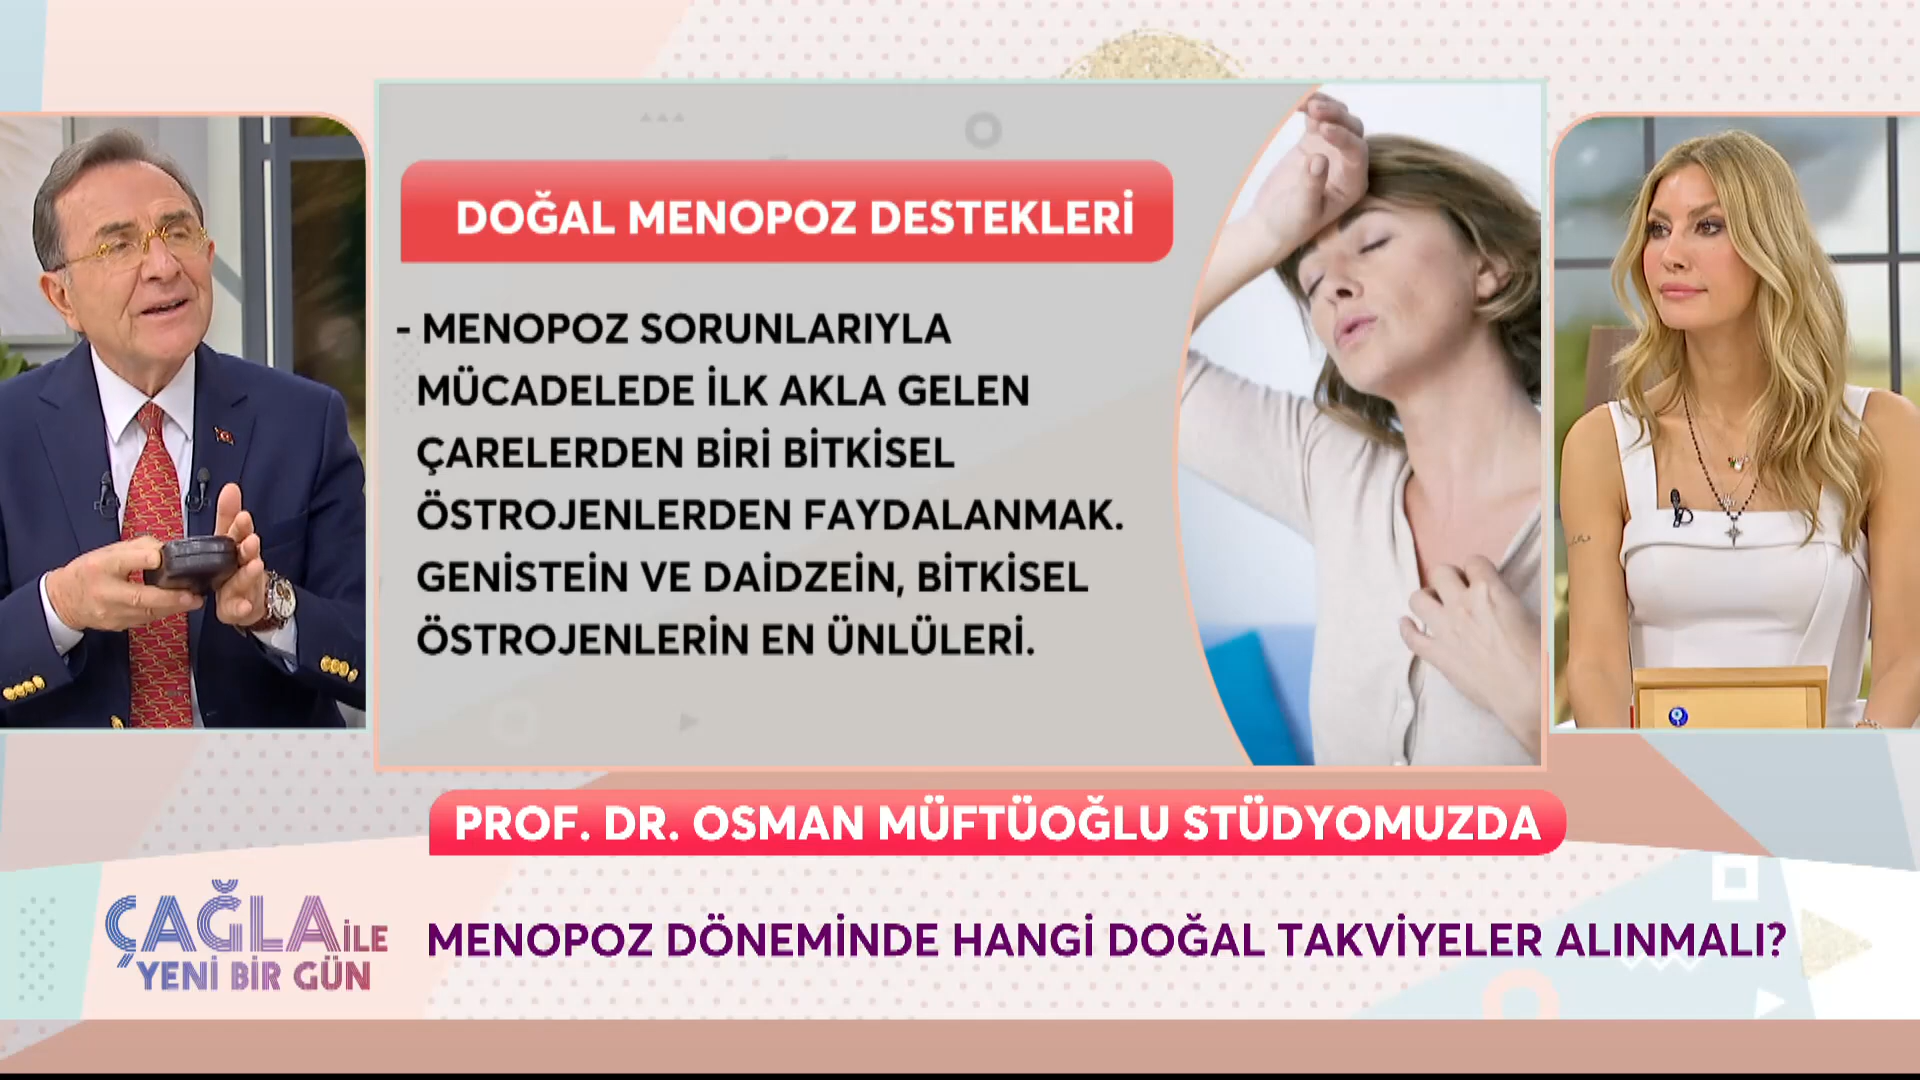 DOĞAL MENOPOZ DESTEKLERİ
- MENOPOZ SORUNLARIYLA
MÜCADELEDE İLK AKLA GELEN
ÇARELERDEN BİRİ BİTKİSEL
ÖSTROJENLERDEN FAYDALANMAK.
GENİSTEİN VE DAİDZEİN, BİTKİSEL
ÖSTROJENLERİN EN ÜNLÜLERİ.
PROF. DR. OSMAN MÜFTÜOĞLU STÜDYOMUZDA
ÇAĞLA İLE
YENİ BİR GÜN
MENOPOZ DÖNEMİNDE HANGİ DOĞAL TAKVİYELER ALINMALI?